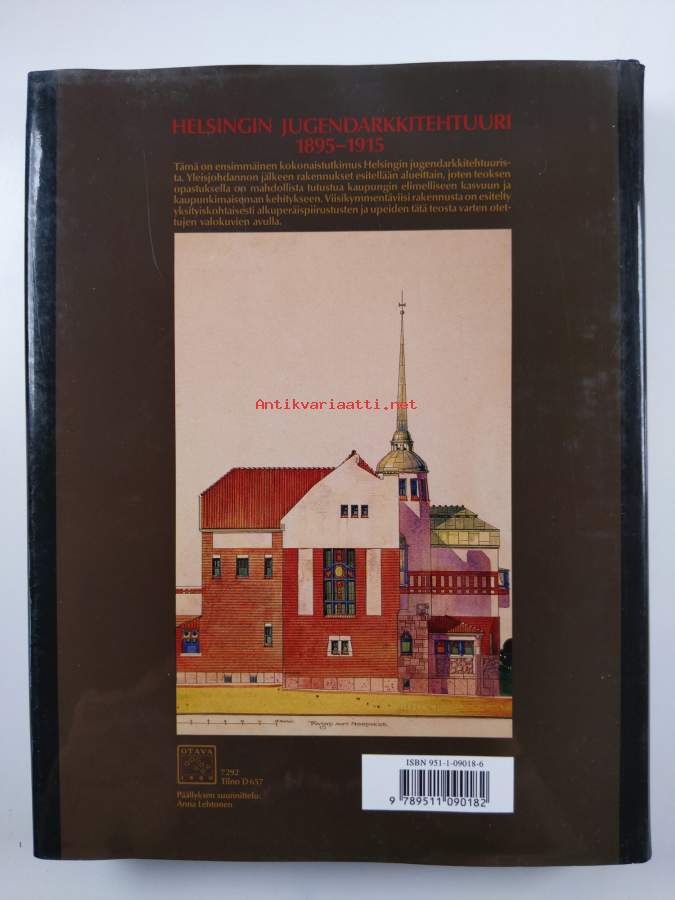 HELSINGIN JUGENDARKKITEHTUURI
1895–1915
Tämä on ensimmäinen kokonaistutkimus Helsingin jugendarkkitehtuuris-
ta. Yleisjohdannon jälkeen rakennukset esitellään alueittain, joten teoksen
opastuksella on mahdollista tutustua kaupungin elimelliseen kasvuun ja
kaupunkimaiseman kehitykseen. Viisikymmentäviisi rakennusta on esitelty
yksityiskohtaisesti alkuperäispiirustusten ja upeiden tätä teosta varten otet-
tujen valokuvien avulla.
Antikvariaatti.net
OTAVA
1890
7292
Tilno D 657
Päällyksen suunnittelu:
Anna Lehtonen
ISBN 951-1-09018-6
9 789511 090182